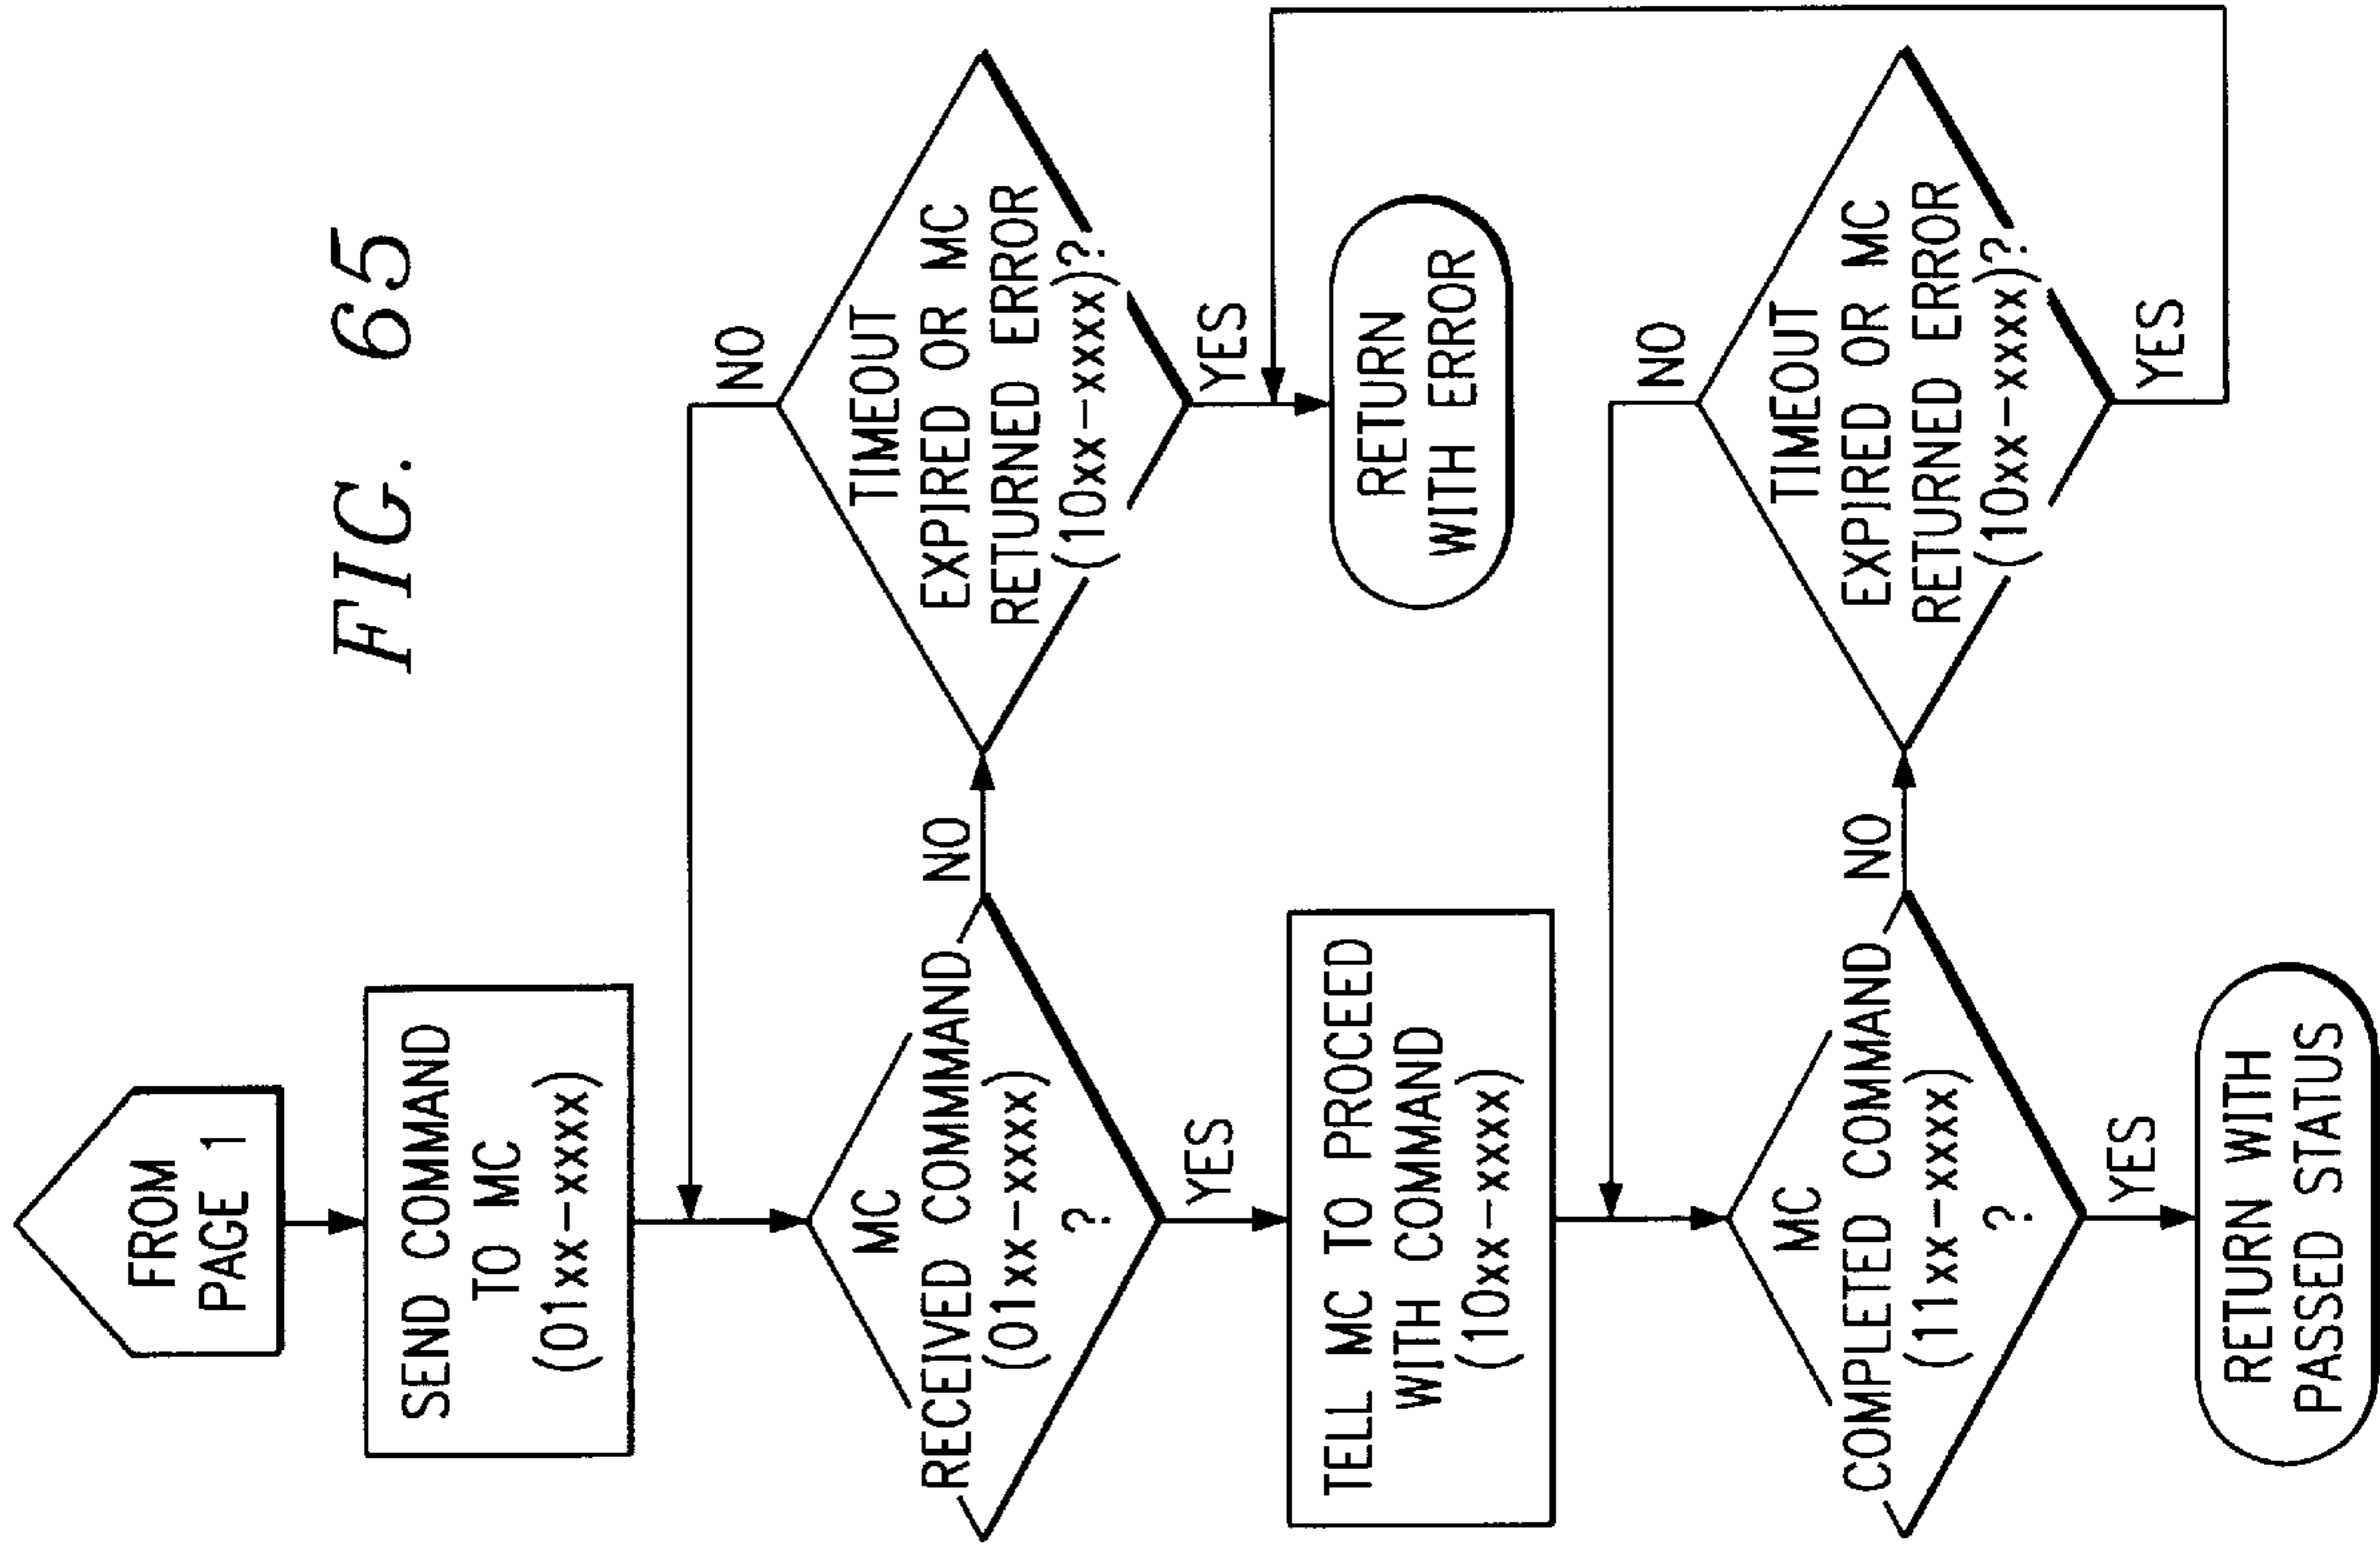 FIG. 65
FROM
PAGE 1
SEND COMMAND
TO MC
(01xx-xxxx)
MC
RECEIVED COMMAND
(01xx-xxxx)
?
NO
YES
TIMEOUT
EXPIRED OR MC
RETURNED ERROR
(10xx-xxxx)?
NO
YES
RETURN
WITH ERROR
TELL MC TO PROCEED
WITH COMMAND
(10xx-xxxx)
MC
COMPLETED COMMAND
(11xx-xxxx)
?
NO
YES
TIMEOUT
EXPIRED OR MC
RETURNED ERROR
(10xx-xxxx)?
NO
YES
RETURN WITH
PASSED STATUS